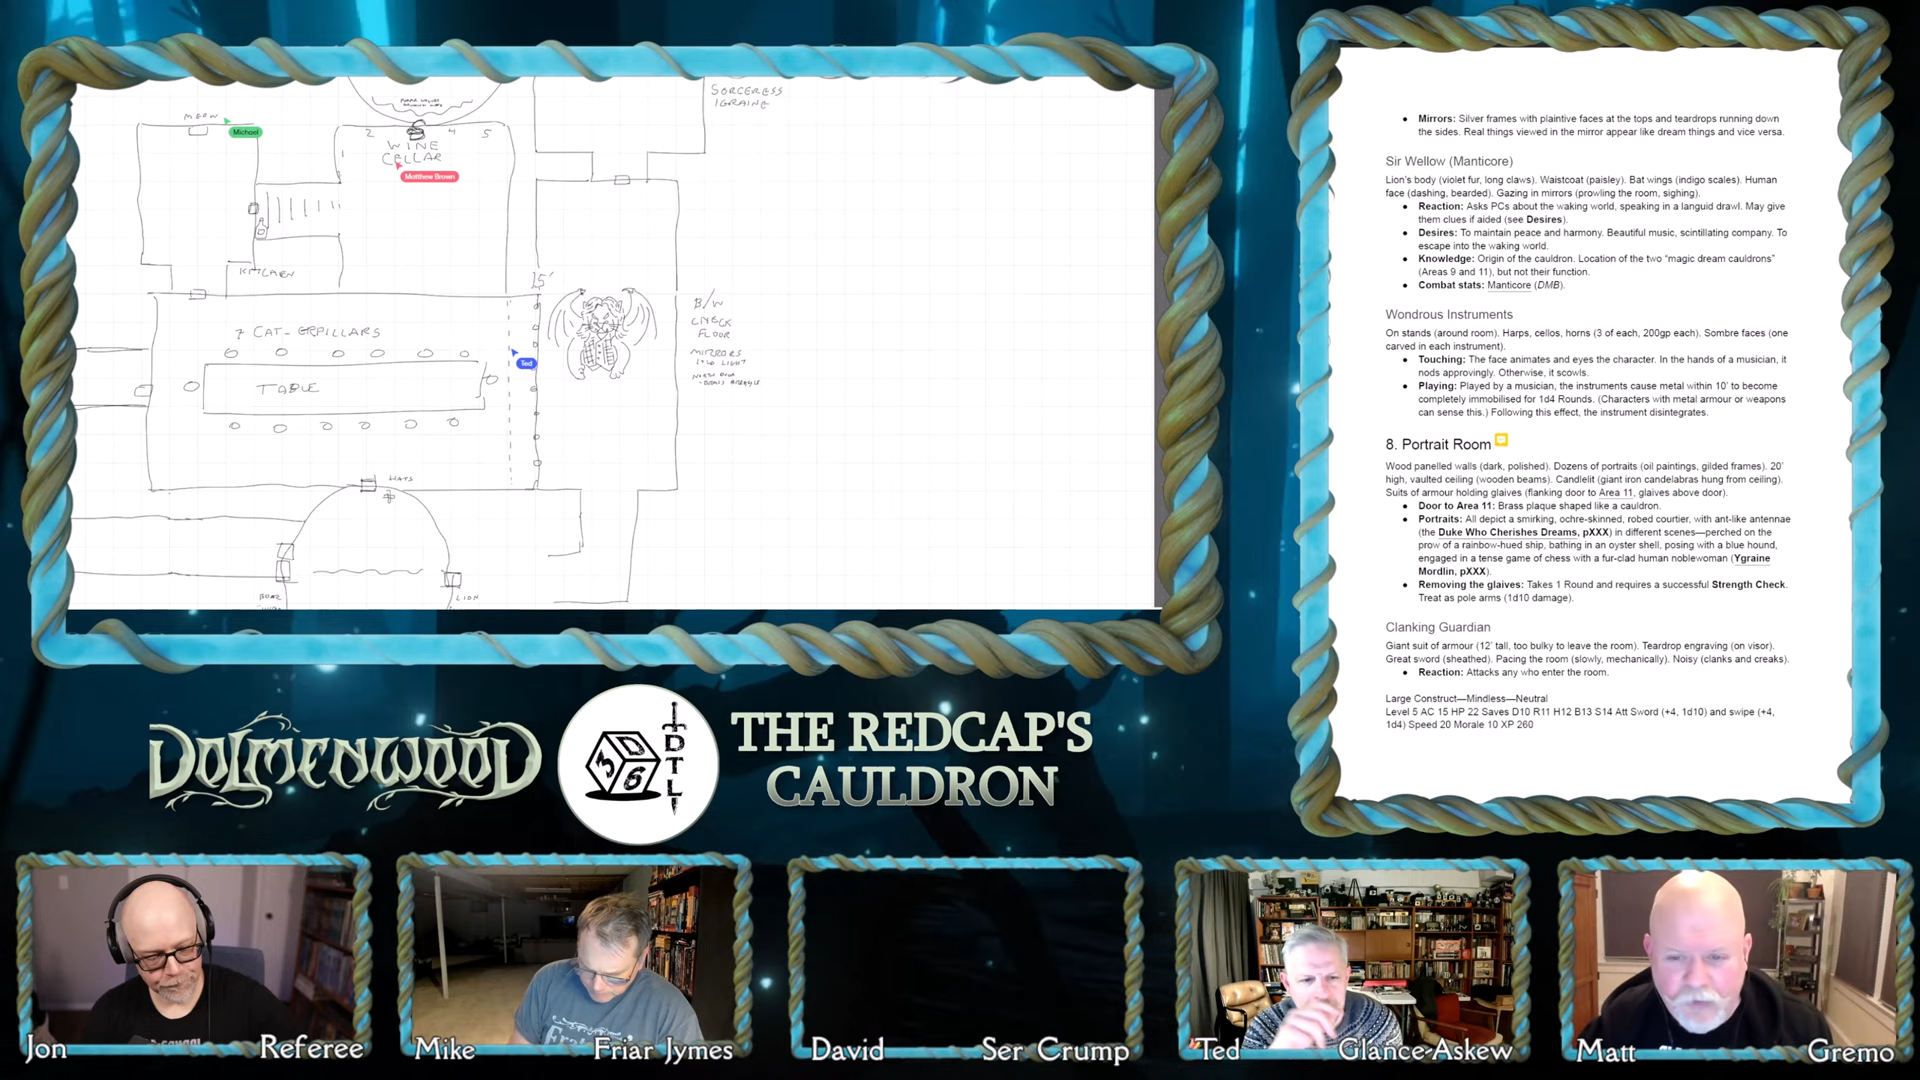 SORCERESS
IGRAINE
MEOW
Michael
2
4
5
1
WINE
CELLAR
Matthew Brown
KITCHEN
15'
7 CAT-ERPILLARS
TABLE
Ted
B/W
CHECK
FLOOR
MIRRORS
LOW LIGHT
HATS
BOAR
LION
• Mirrors: Silver frames with plaintive faces at the tops and teardrops running down
the sides. Real things viewed in the mirror appear like dream things and vice versa.
Sir Wellow (Manticore)
Lion's body (violet fur, long claws). Waistcoat (paisley). Bat wings (indigo scales). Human
face (dashing, bearded). Gazing in mirrors (prowling the room, sighing).
• Reaction: Asks PCs about the waking world, speaking in a languid drawl. May give
them clues if aided (see Desires).
• Desires: To maintain peace and harmony. Beautiful music, scintillating company. To
escape into the waking world.
• Knowledge: Origin of the cauldron. Location of the two "magic dream cauldrons"
(Areas 9 and 11), but not their function.
• Combat stats: Manticore (DMB).
Wondrous Instruments
On stands (around room). Harps, cellos, horns (3 of each, 200gp each). Sombre faces (one
carved in each instrument).
• Touching: The face animates and eyes the character. In the hands of a musician, it
nods approvingly. Otherwise, it scowls.
• Playing: Played by a musician, the instruments cause metal within 10' to become
completely immobilised for 1d4 Rounds. (Characters with metal armour or weapons
can sense this.) Following this effect, the instrument disintegrates.
8. Portrait Room
Wood panelled walls (dark, polished). Dozens of portraits (oil paintings, gilded frames). 20'
high, vaulted ceiling (wooden beams). Candlelit (giant iron candelabras hung from ceiling).
Suits of armour holding glaives (flanking door to Area 11, glaives above door).
• Door to Area 11: Brass plaque shaped like a cauldron.
• Portraits: All depict a smirking, ochre-skinned, robed courtier, with ant-like antennae
(the Duke Who Cherishes Dreams, pXXX) in different scenes—perched on the
prow of a rainbow-hued ship, bathing in an oyster shell, posing with a blue hound,
engaged in a tense game of chess with a fur-clad human noblewoman (Ygraine
Mordlin, pXXX).
• Removing the glaives: Takes 1 Round and requires a successful Strength Check.
Treat as pole arms (1d10 damage).
Clanking Guardian
Giant suit of armour (12' tall, too bulky to leave the room). Teardrop engraving (on visor).
Great sword (sheathed). Pacing the room (slowly, mechanically). Noisy (clanks and creaks).
• Reaction: Attacks any who enter the room.
Large Construct—Mindless—Neutral
Level 5 AC 15 HP 22 Saves D10 R11 H12 B13 S14 Att Sword (+4, 1d10) and swipe (+4,
1d4) Speed 20 Morale 10 XP 260
DOLMENWOOD
3 D 6
D
T
L
THE REDCAP'S
CAULDRON
Jon Referee
Mike Friar Jymes
David Ser Crump
Ted Glance-Askew
Matt Gremo